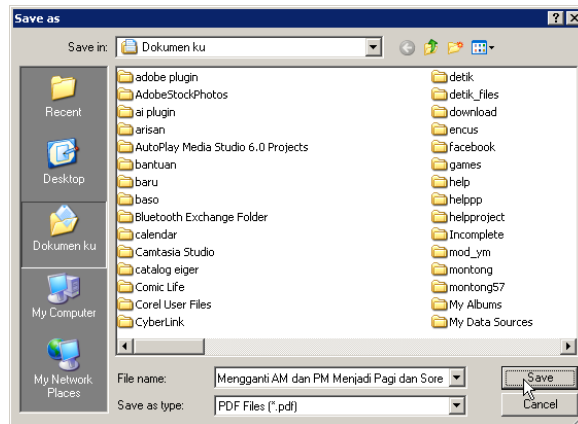 Save as
Save in:
Dokumen ku
Recent
Desktop
Dokumen ku
My Computer
My Network
Places
adobe plugin
AdobeStockPhotos
ai plugin
arisan
AutoPlay Media Studio 6.0 Projects
bantuan
baru
baso
Bluetooth Exchange Folder
calendar
Camtasia Studio
catalog eiger
Comic Life
Corel User Files
CyberLink
detik
detik_files
download
encus
facebook
games
help
helppp
helpproject
Incomplete
mod_ym
montong
montong57
My Albums
My Data Sources
File name:
Mengganti AM dan PM Menjadi Pagi dan Sore
Save
Save as type:
PDF Files (*.pdf)
Cancel